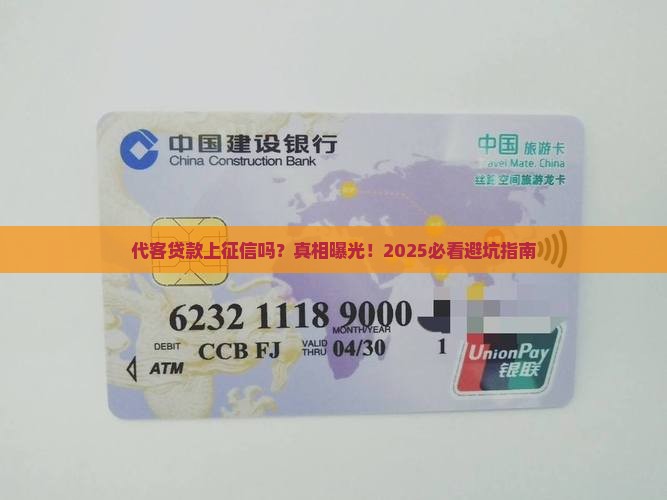 中国建设银行
China Construction Bank
中国 旅游卡
Travel Mate. China
丝路空间旅游龙卡
代客贷款上征信吗？真相曝光！2025必看避坑指南
6232 1118 9000
MONTH/YEAR
DEBIT CCB FJ VALID THRU 04/30 1
ATM
UnionPay
银联